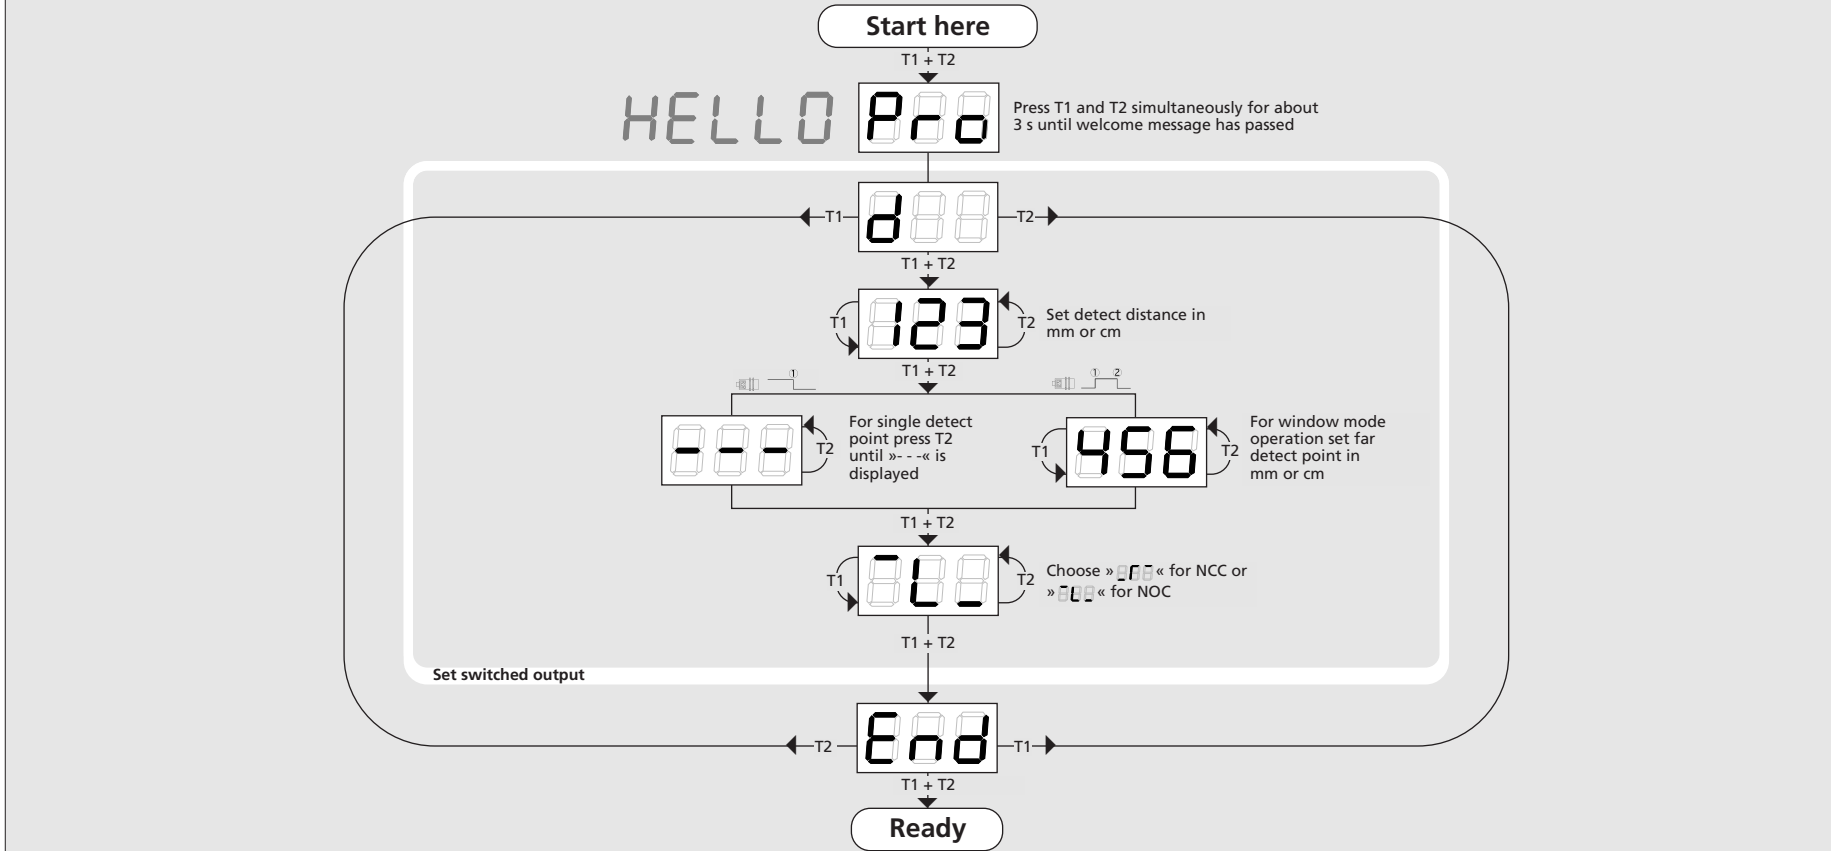 Start here
T1 + T2
HELLO
Pro
Press T1 and T2 simultaneously for about
3 s until welcome message has passed
T1
d
T2
T1 + T2
T1
123
T2
Set detect distance in
mm or cm
T1 + T2
①
① ②
- - -
T2
For single detect
point press T2
until »- - -« is
displayed
T1
456
T2
For window mode
operation set far
detect point in
mm or cm
T1 + T2
T1
¯L_
T2
Choose »_Γ¯« for NCC or
»¯L_« for NOC
T1 + T2
Set switched output
T2
End
T1
T1 + T2
Ready